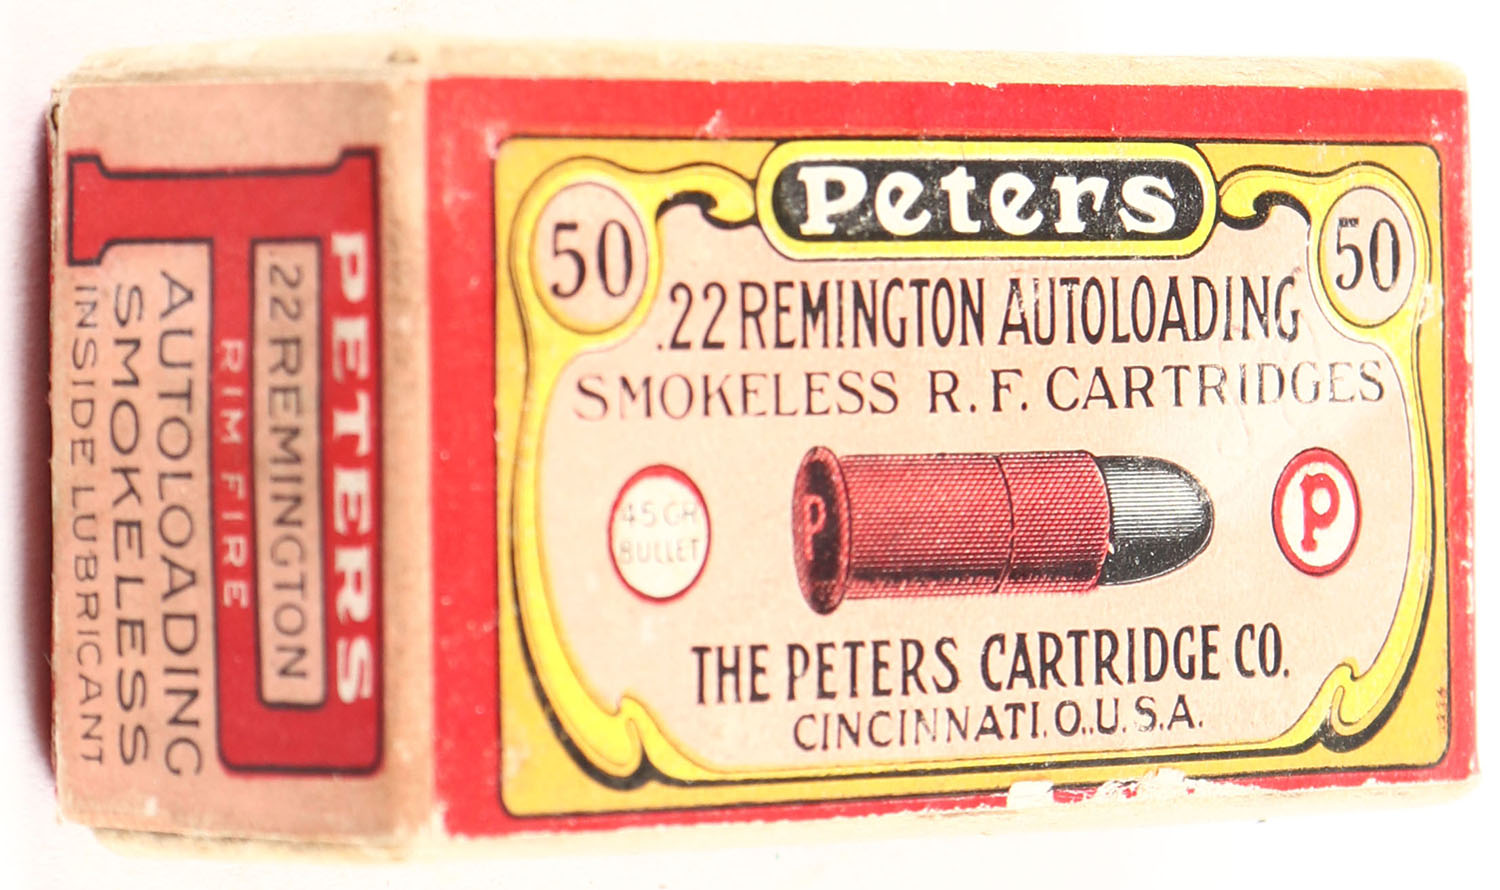 Peters
50
50
.22 REMINGTON AUTOLOADING
SMOKELESS R. F. CARTRIDGES
45 GR
BULLET
P
P
THE PETERS CARTRIDGE CO.
CINCINNATI. O., U. S. A.
PETERS
.22 REMINGTON
RIM FIRE
AUTOLOADING
SMOKELESS
INSIDE LUBRICANT